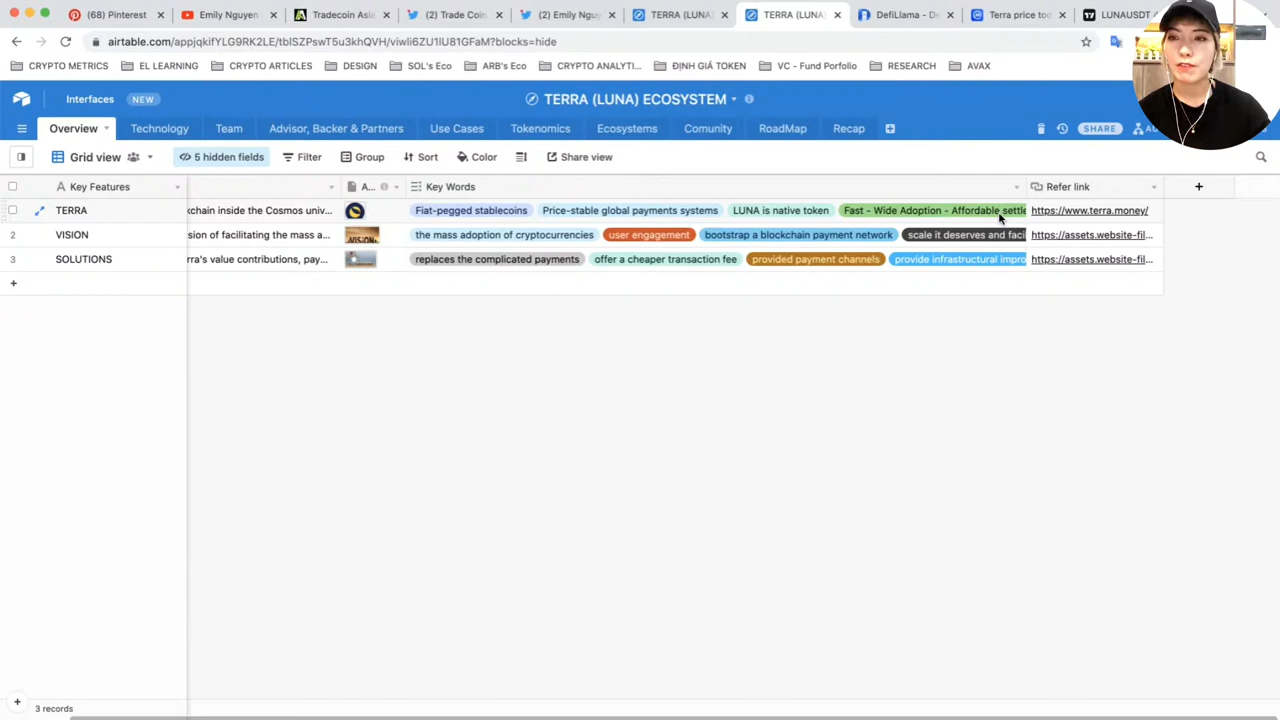 (68) Pinterest
Emily Nguyen
Tradecoin Asia
(2) Trade Coin
(2) Emily Nguy
TERRA (LUNA)
TERRA (LUNA)
DefiLlama - De
Terra price tod
LUNAUSDT
airtable.com/appjqkifYLG9RK2LE/tblSZPswT5u3khQVH/viwli6ZU1IU81GFaM?blocks=hide
CRYPTO METRICS
EL LEARNING
CRYPTO ARTICLES
DESIGN
SOL's Eco
ARB's Eco
CRYPTO ANALYTI...
ĐỊNH GIÁ TOKEN
VC - Fund Porfolio
RESEARCH
AVAX
Interfaces NEW
TERRA (LUNA) ECOSYSTEM
Overview
Technology
Team
Advisor, Backer & Partners
Use Cases
Tokenomics
Ecosystems
Comunity
RoadMap
Recap
SHARE
AU
Grid view
5 hidden fields
Filter
Group
Sort
Color
Share view
Key Features
A...
Key Words
Refer link
TERRA
kchain inside the Cosmos univ...
Fiat-pegged stablecoins
Price-stable global payments systems
LUNA is native token
Fast - Wide Adoption - Affordable settle
https://www.terra.money/
2 VISION
sion of facilitating the mass a...
VISION
the mass adoption of cryptocurrencies
user engagement
bootstrap a blockchain payment network
scale it deserves and faci
https://assets.website-fil...
3 SOLUTIONS
rra's value contributions, pay...
replaces the complicated payments
offer a cheaper transaction fee
provided payment channels
provide infrastructural impro
https://assets.website-fil...
3 records